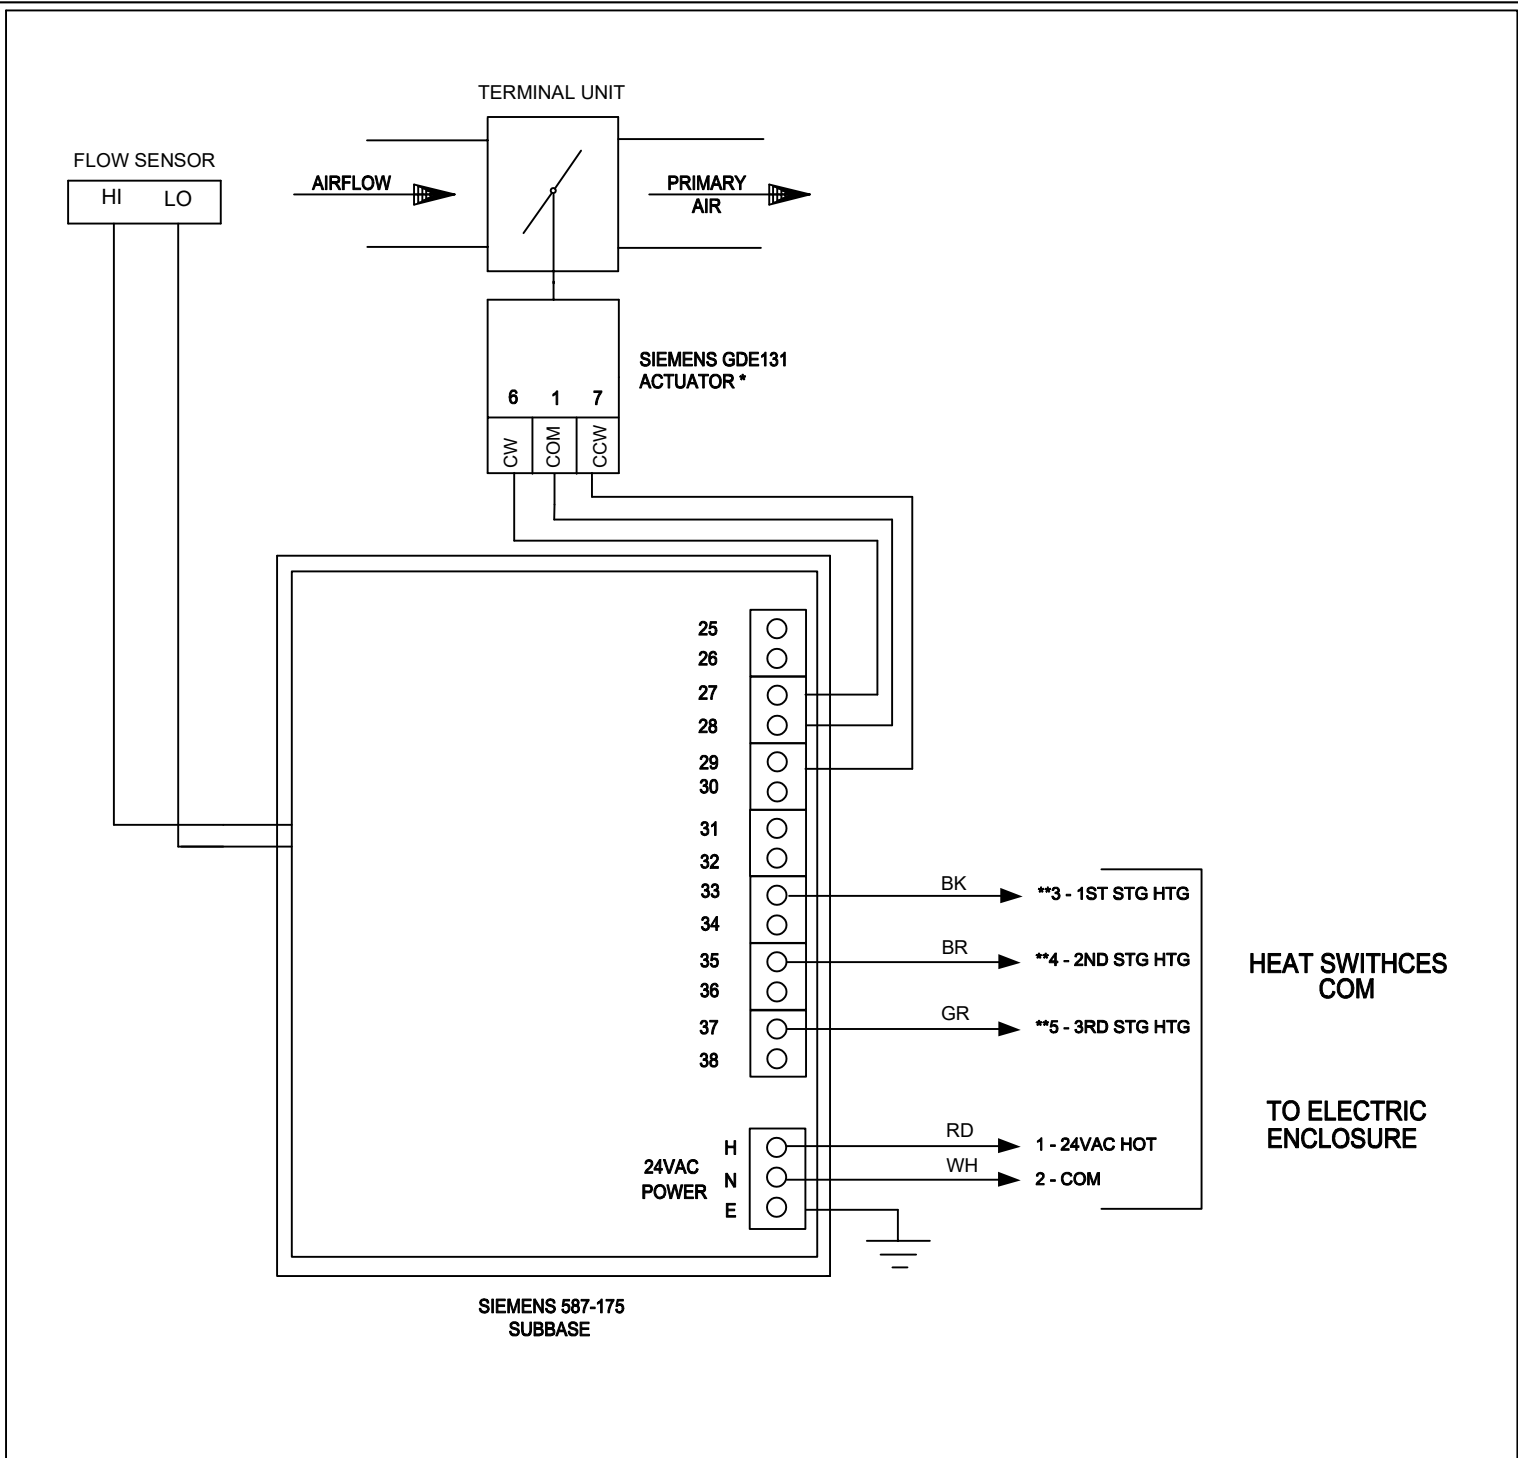 TERMINAL UNIT
FLOW SENSOR
HI LO
AIRFLOW
PRIMARY
AIR
SIEMENS GDE131
ACTUATOR *
6 1 7
CW COM CCW
25
26
27
28
29
30
31
32
33
34
35
36
37
38
BK
**3 - 1ST STG HTG
BR
**4 - 2ND STG HTG
GR
**5 - 3RD STG HTG
HEAT SWITHCES
COM
TO ELECTRIC
ENCLOSURE
24VAC
POWER
H
N
E
RD
1 - 24VAC HOT
WH
2 - COM
SIEMENS 587-175
SUBBASE